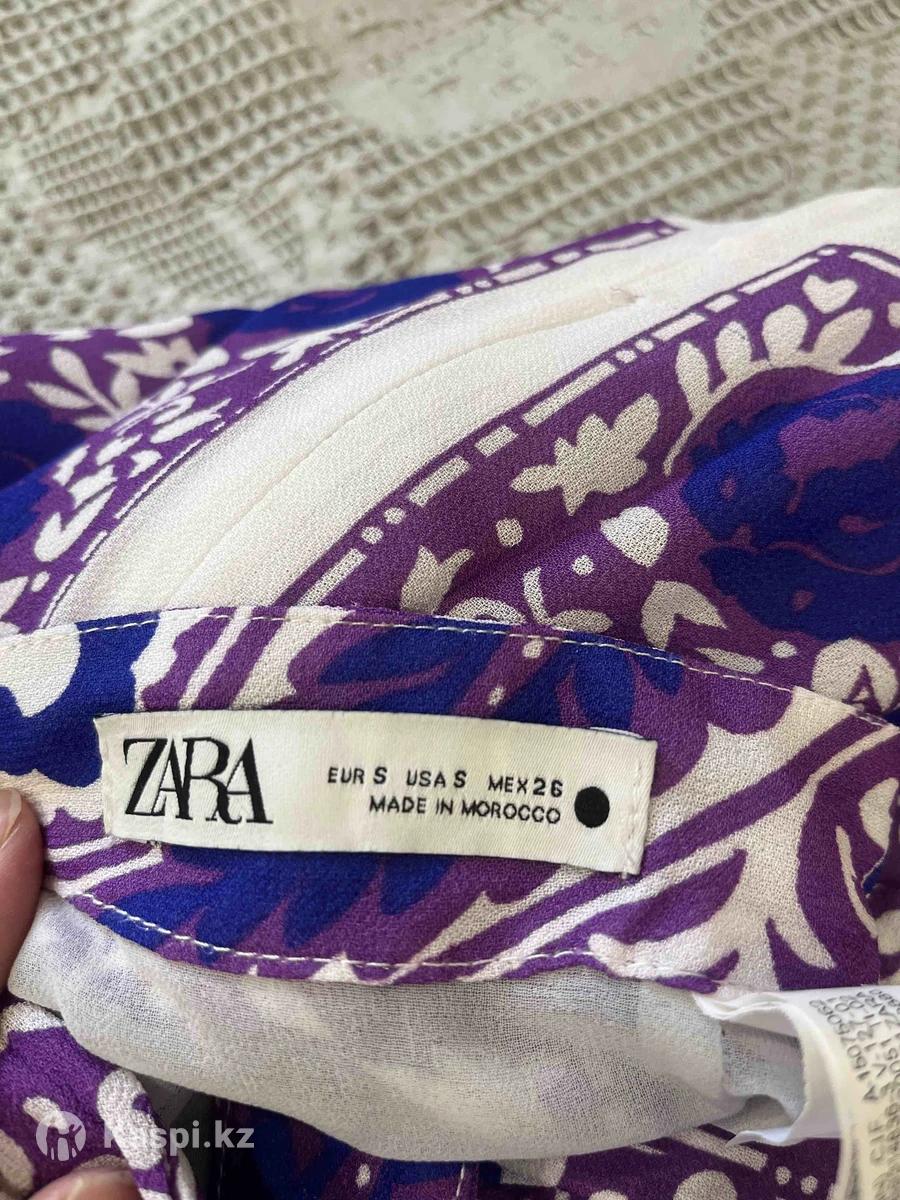 ZARA
EUR S USA S MEX 26
MADE IN MOROCCO
Kaspi.kz